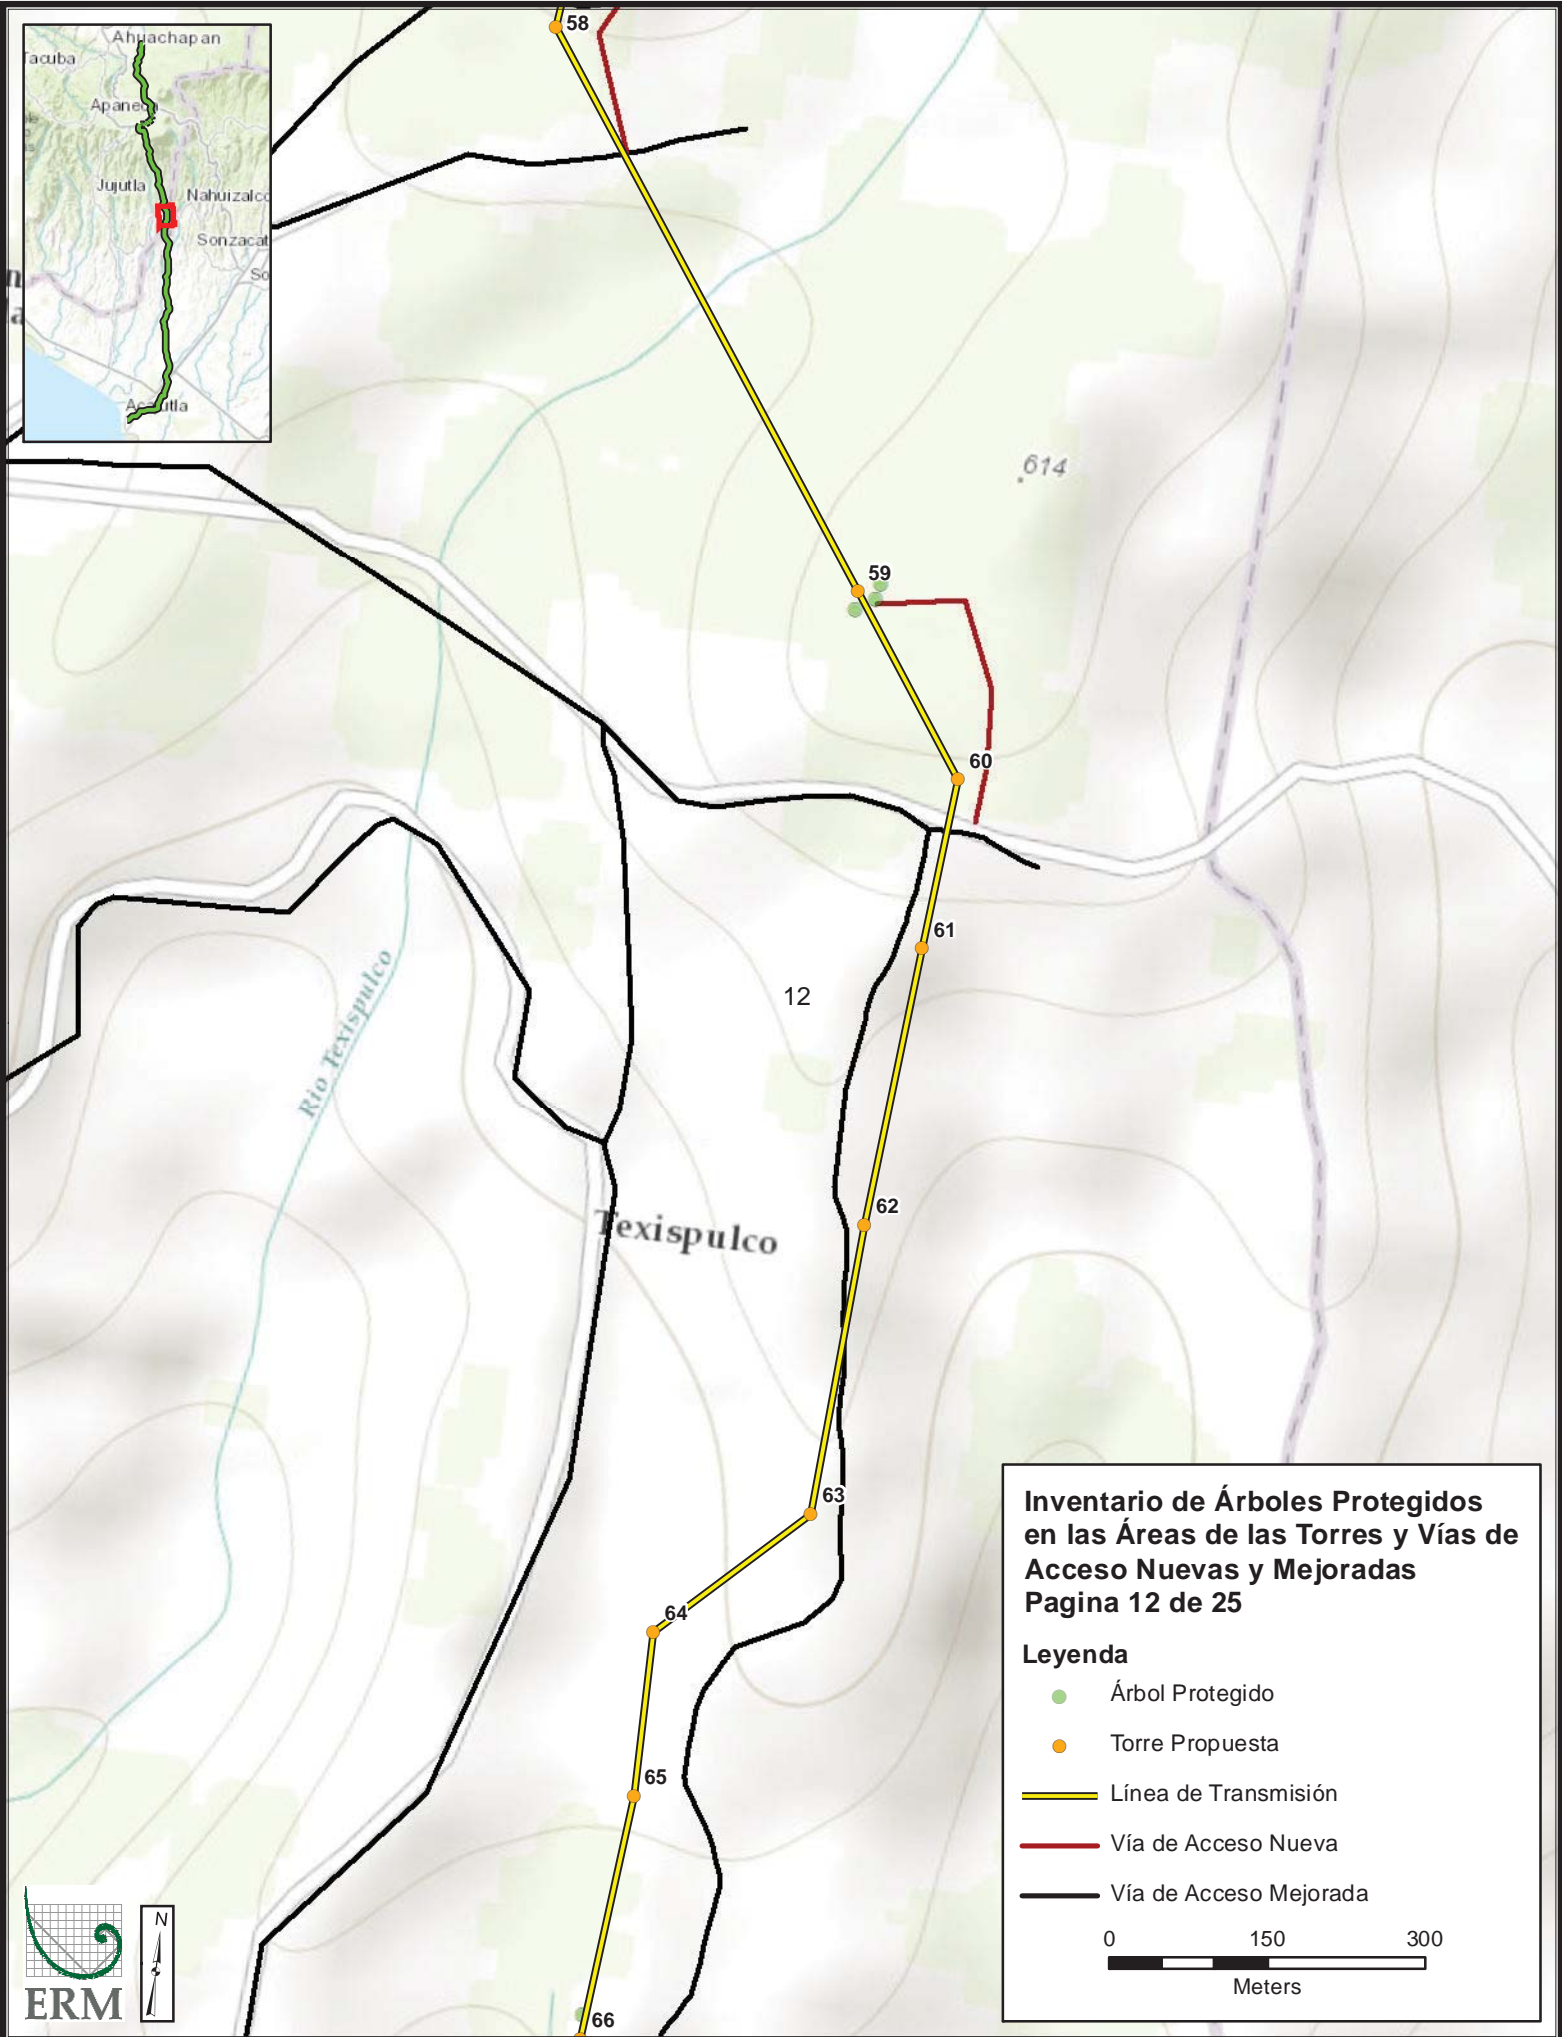 58
Ahuachapan
Tacuba
Jujutla
Nahuizalco
614
59
60
61
12
Rio Texispulco
62
Texispulco
63
64
65
66
Inventario de Árboles Protegidos
en las Áreas de las Torres y Vías de
Acceso Nuevas y Mejoradas
Pagina 12 de 25
Leyenda
Árbol Protegido
Torre Propuesta
Línea de Transmisión
Vía de Acceso Nueva
Vía de Acceso Mejorada
0 150 300
Meters
ERM
N